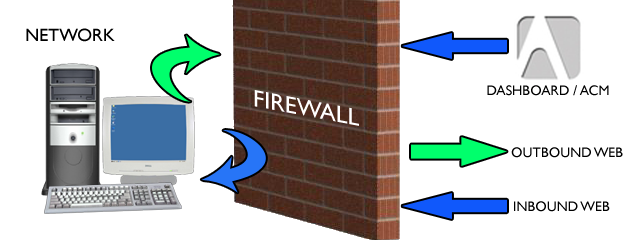 NETWORK
FIREWALL
DASHBOARD / ACM
OUTBOUND WEB
INBOUND WEB